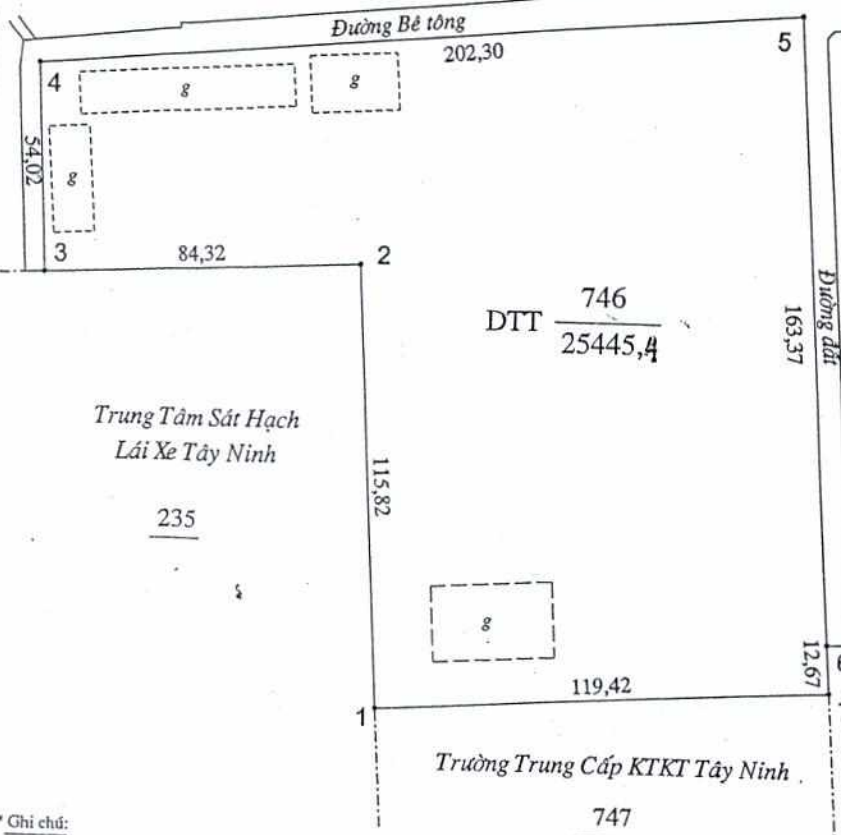 Đường Bê tông
202,30
5
4
g
g
54,02
g
3
84,32
2
DTT 746
25445,4
163,37
Đường đất
Trung Tâm Sát Hạch
Lái Xe Tây Ninh
115,82
235
g
12,67
119,42
1
Trường Trung Cấp KTKT Tây Ninh
747
* Ghi chú: